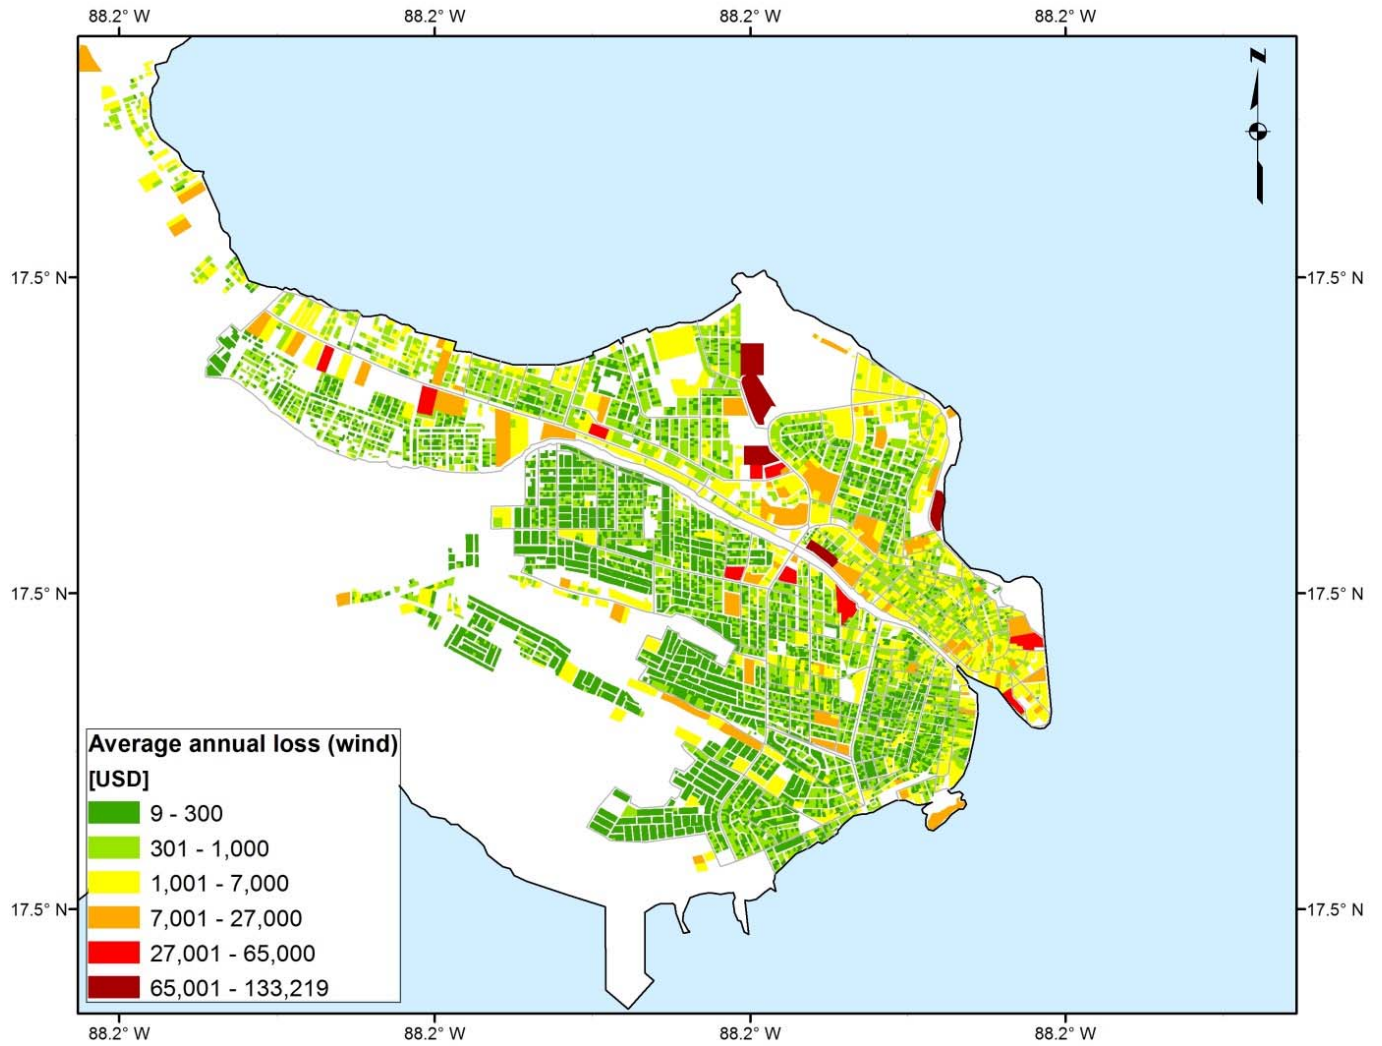 88.2° W 88.2° W 88.2° W 88.2° W
N
17.5° N 17.5° N
17.5° N 17.5° N
Average annual loss (wind)
[USD]
9 - 300
301 - 1,000
1,001 - 7,000
17.5° N 17.5° N
7,001 - 27,000
27,001 - 65,000
65,001 - 133,219
88.2° W 88.2° W 88.2° W 88.2° W